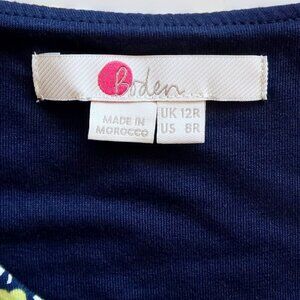 Boden
MADE IN
MOROCCO
UK 12R
US 8R